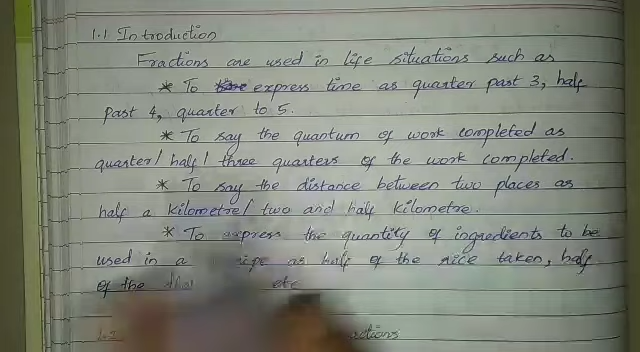 1.1 Introduction
Fractions are used in life situations such as
* To express time as quarter past 3, half
past 4, quarter to 5.
* To say the quantum of work completed as
quarter/ half/ three quarters of the work completed.
* To say the distance between two places as
half a kilometre/ two and half kilometre.
* To express the quantity of ingredients to be
used in a as half of the rice taken, half
of the etc